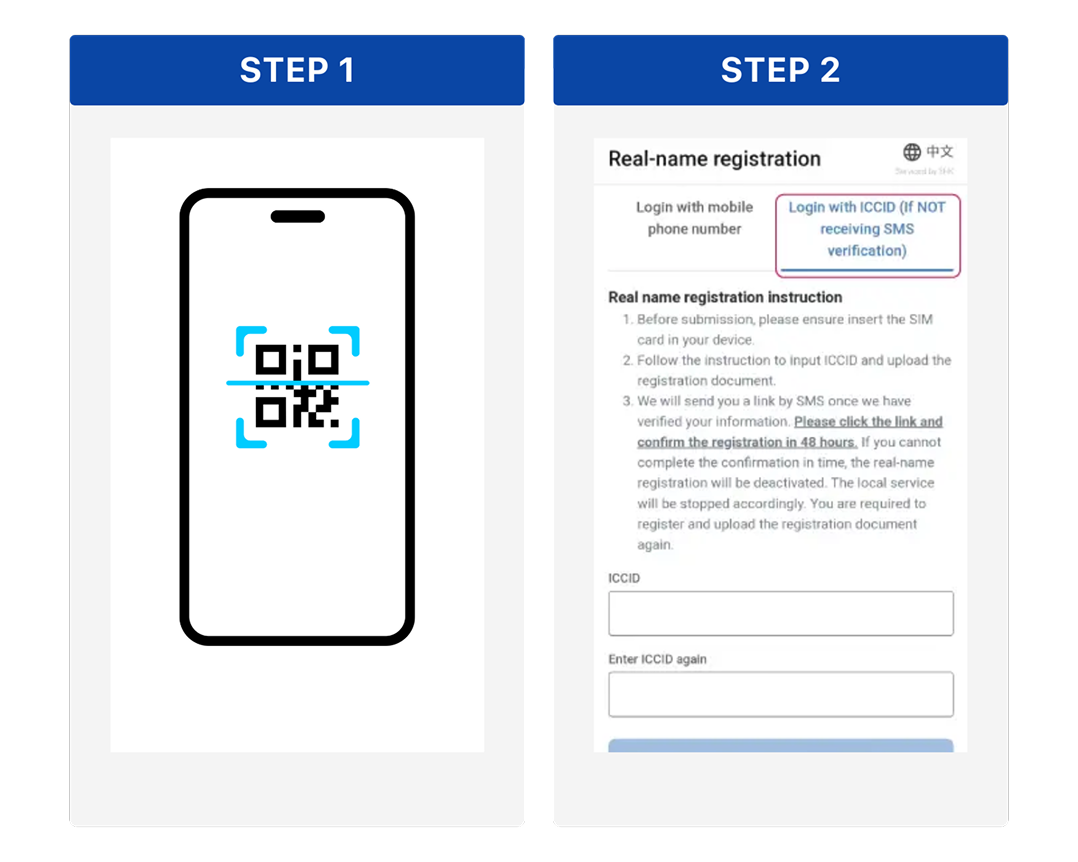 STEP 1
STEP 2
Real-name registration
中文
Login with mobile
phone number
Login with ICCID (If NOT
receiving SMS
verification)
Real name registration instruction
1. Before submission, please ensure insert the SIM
card in your device.
2. Follow the instruction to input ICCID and upload the
registration document.
3. We will send you a link by SMS once we have
verified your information. Please click the link and
confirm the registration in 48 hours. If you cannot
complete the confirmation in time, the real-name
registration will be deactivated. The local service
will be stopped accordingly. You are required to
register and upload the registration document
again.
ICCID
Enter ICCID again